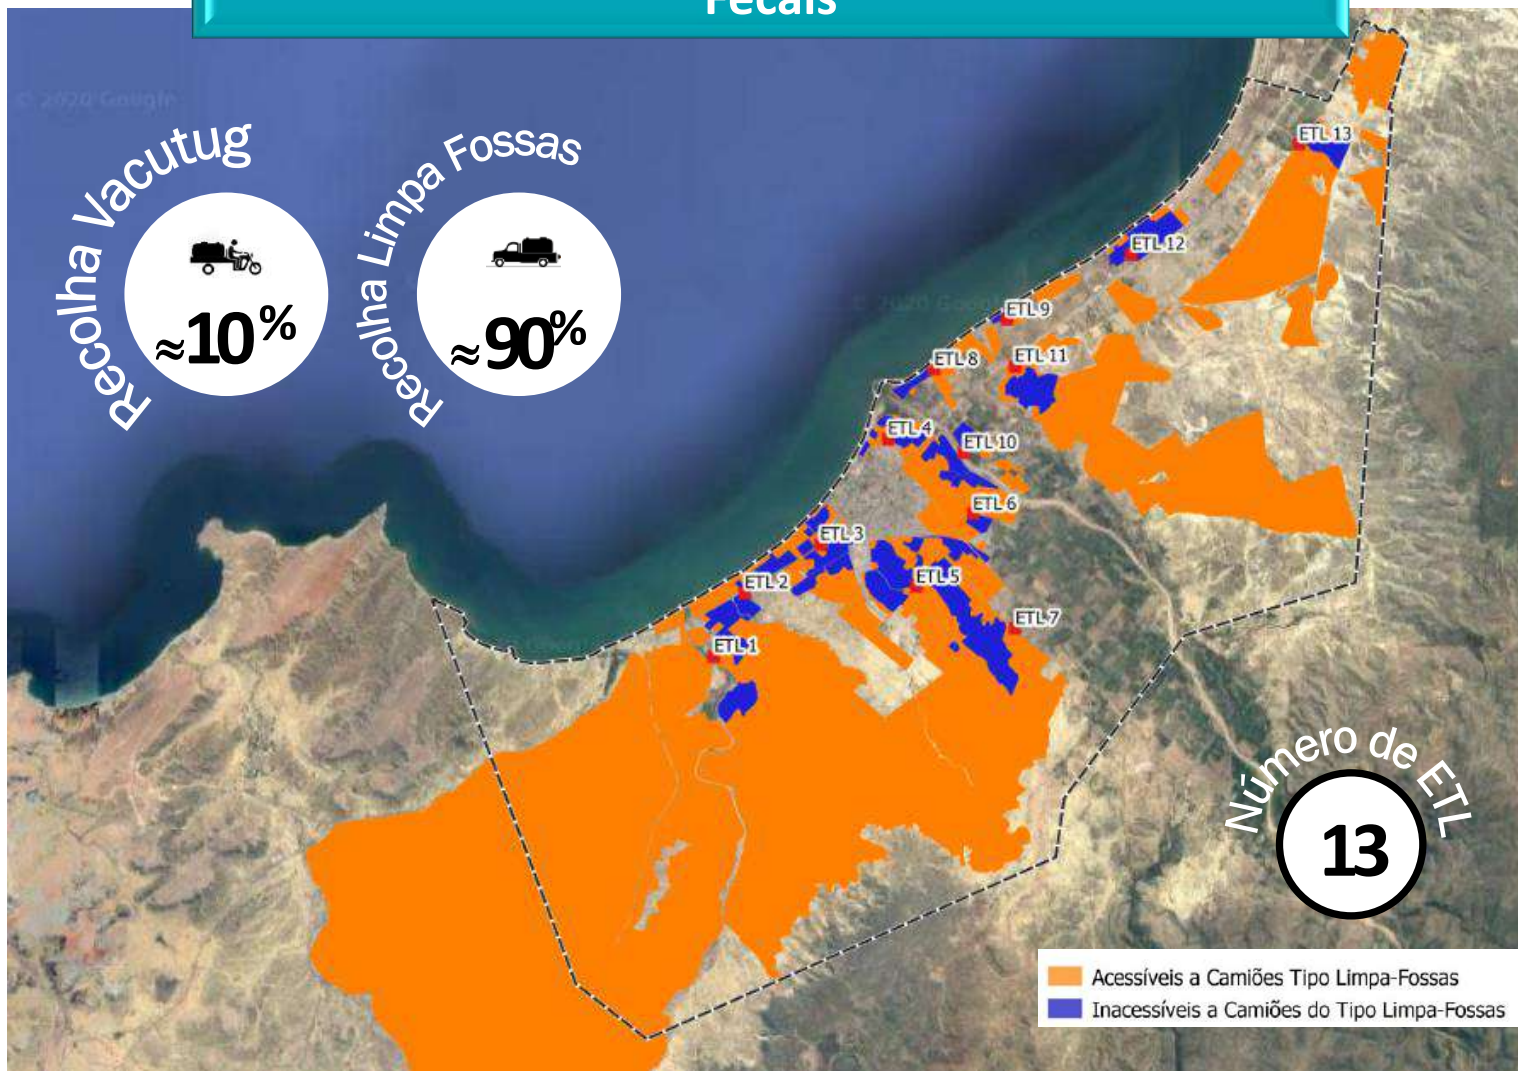 Fecais
© 2020 Google
Recolha Vacutug
≈10%
Recolha Limpa Fossas
≈90%
ETL 13
ETL 12
ETL 9
ETL 8
ETL 11
ETL 4
ETL 10
ETL 6
ETL 3
ETL 5
ETL 2
ETL 7
ETL 1
© 2020 Google
Número de ETL
13
Acessíveis a Camiões Tipo Limpa-Fossas
Inacessíveis a Camiões do Tipo Limpa-Fossas